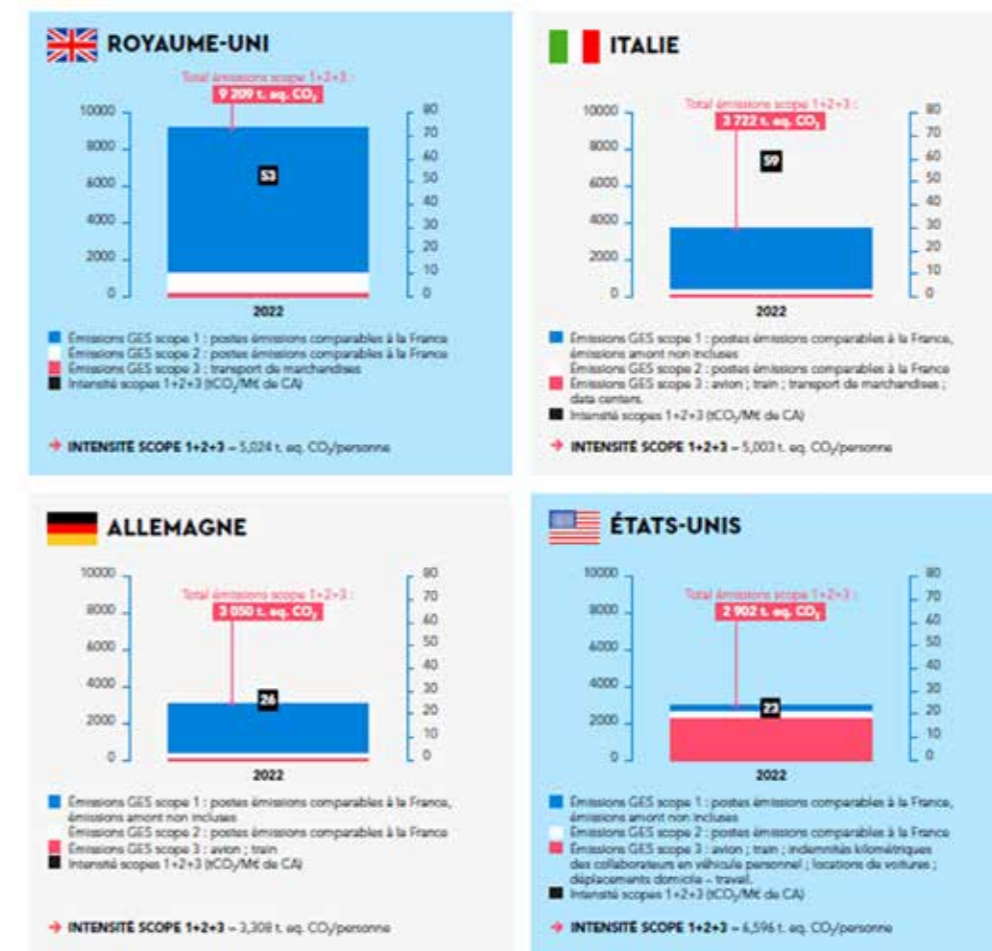 ROYAUME-UNI
Total émissions scope 1+2+3 :
9 209 t. eq. CO₂
10000
8000
6000
4000
2000
0
80
70
60
50
40
30
20
10
0
53
2022
Émissions GES scope 1 : postes émissions comparables à la France
Émissions GES scope 2 : postes émissions comparables à la France
Émissions GES scope 3 : transport de marchandises
Intensité scopes 1+2+3 (tCO₂/M€ de CA)
→ INTENSITÉ SCOPE 1+2+3 – 5,024 t. eq. CO₂/personne
ITALIE
Total émissions scope 1+2+3 :
3 722 t. eq. CO₂
10000
8000
6000
4000
2000
0
80
70
60
50
40
30
20
10
0
59
2022
Émissions GES scope 1 : postes émissions comparables à la France,
émissions amont non incluses
Émissions GES scope 2 : postes émissions comparables à la France
Émissions GES scope 3 : avion ; train ; transport de marchandises ;
data centers.
Intensité scopes 1+2+3 (tCO₂/M€ de CA)
→ INTENSITÉ SCOPE 1+2+3 – 5,003 t. eq. CO₂/personne
ALLEMAGNE
Total émissions scope 1+2+3 :
3 050 t. eq. CO₂
10000
8000
6000
4000
2000
0
80
70
60
50
40
30
20
10
0
26
2022
Émissions GES scope 1 : postes émissions comparables à la France,
émissions amont non incluses
Émissions GES scope 2 : postes émissions comparables à la France
Émissions GES scope 3 : avion ; train
Intensité scopes 1+2+3 (tCO₂/M€ de CA)
→ INTENSITÉ SCOPE 1+2+3 – 3,308 t. eq. CO₂/personne
ÉTATS-UNIS
Total émissions scope 1+2+3 :
2 902 t. eq. CO₂
10000
8000
6000
4000
2000
0
80
70
60
50
40
30
20
10
0
23
2022
Émissions GES scope 1 : postes émissions comparables à la France,
émissions amont non incluses
Émissions GES scope 2 : postes émissions comparables à la France
Émissions GES scope 3 : avion ; train ; indemnités kilométriques
des collaborateurs en véhicule personnel ; locations de voitures ;
déplacements domicile – travail.
Intensité scopes 1+2+3 (tCO₂/M€ de CA)
→ INTENSITÉ SCOPE 1+2+3 – 6,596 t. eq. CO₂/personne